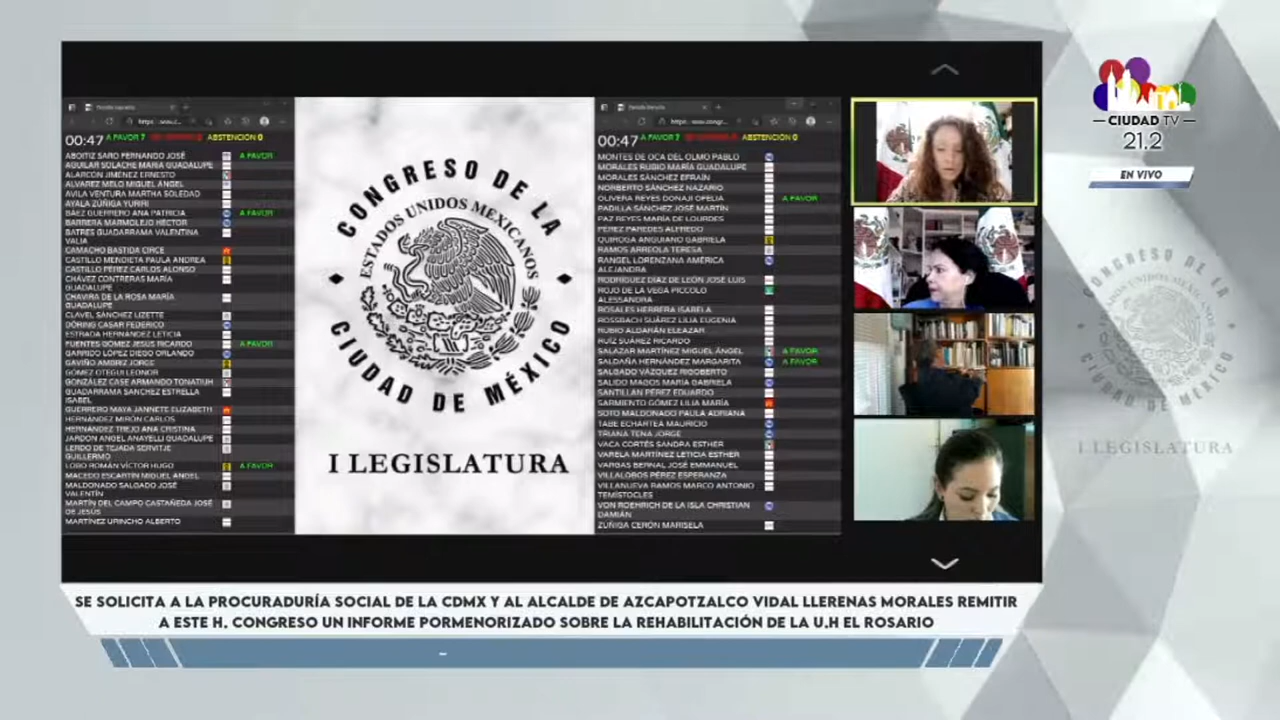 CIUDAD TV
21.2
EN VIVO
00:47 A FAVOR 7 ABSTENCIÓN 0
ABOITIZ SARO FERNANDO JOSÉ A FAVOR
AGUILAR SOLACHE MARÍA GUADALUPE
ALARCÓN JIMÉNEZ ERNESTO
ÁLVAREZ MELO MIGUEL ÁNGEL
ÁVILA VENTURA MARTHA SOLEDAD
AYALA ZÚÑIGA YURIRI
BÁEZ GUERRERO ANA PATRICIA A FAVOR
BARRERA MARMOLEJO HÉCTOR
BATRES GUADARRAMA VALENTINA
VALIA
CAMACHO BASTIDA CIRCE
CASTILLO MENDIETA PAULA ANDREA
CASTILLO PÉREZ CARLOS ALONSO
CHÁVEZ CONTRERAS MARÍA
GUADALUPE
CHAVIRA DE LA ROSA MARÍA
GUADALUPE
CLAVEL SÁNCHEZ LIZETTE
DÖRING CASAR FEDERICO
ESTRADA HERNÁNDEZ LETICIA
FUENTES GÓMEZ JESÚS RICARDO A FAVOR
GARRIDO LÓPEZ DIEGO ORLANDO
GAVIÑO AMBRIZ JORGE
GÓMEZ OTEGUI LEONOR
GONZÁLEZ CASE ARMANDO TONATIUH
GUADARRAMA SÁNCHEZ ESTRELLA
ISABEL
GUERRERO MAYA JANNETE ELIZABETH
HERNÁNDEZ MIRÓN CARLOS
HERNÁNDEZ TREJO ANA CRISTINA
JARDÓN ÁNGEL ANAYELLI GUADALUPE
LERDO DE TEJADA SERVITJE
GUILLERMO
LOBO ROMÁN VÍCTOR HUGO A FAVOR
MACEDO ESCARTÍN MIGUEL ÁNGEL
MALDONADO SALGADO JOSÉ
VALENTÍN
MARTÍN DEL CAMPO CASTAÑEDA JOSÉ
DE JESÚS
MARTÍNEZ URINCHO ALBERTO
CONGRESO DE LA
ESTADOS UNIDOS MEXICANOS
CIUDAD DE MÉXICO
I LEGISLATURA
00:47 A FAVOR 7 ABSTENCIÓN 0
MONTES DE OCA DEL OLMO PABLO
MORALES RUBIO MARÍA GUADALUPE
MORALES SÁNCHEZ EFRAÍN
NORBERTO SÁNCHEZ NAZARIO
OLIVERA REYES DONAJI OFELIA A FAVOR
PADILLA SÁNCHEZ JOSÉ MARTÍN
PAZ REYES MARÍA DE LOURDES
PÉREZ PAREDES ALFREDO
QUIROGA ANGUIANO GABRIELA
RAMOS ARREOLA TERESA
RANGEL LORENZANA AMÉRICA
ALEJANDRA
RODRÍGUEZ DÍAZ DE LEÓN JOSÉ LUIS
ROJO DE LA VEGA PICCOLO
ALESSANDRA
ROSALES HERRERA ISABELA
ROSSBACH SUÁREZ LILIA EUGENIA
RUBIO ALDARÁN ELEAZAR
RUÍZ SUÁREZ RICARDO
SALAZAR MARTÍNEZ MIGUEL ÁNGEL A FAVOR
SALDAÑA HERNÁNDEZ MARGARITA A FAVOR
SALGADO VÁZQUEZ RIGOBERTO
SALIDO MAGOS MARÍA GABRIELA
SANTILLÁN PÉREZ EDUARDO
SARMIENTO GÓMEZ LILIA MARÍA
SOTO MALDONADO PAULA ADRIANA
TABE ECHARTEA MAURICIO
TRIANA TENA JORGE
VACA CORTÉS SANDRA ESTHER
VARELA MARTÍNEZ LETICIA ESTHER
VARGAS BERNAL JOSÉ EMMANUEL
VILLALOBOS PÉREZ ESPERANZA
VILLANUEVA RAMOS MARCO ANTONIO
TEMÍSTOCLES
VON ROEHRICH DE LA ISLA CHRISTIAN
DAMIÁN
ZÚÑIGA CERÓN MARISELA
CONGRESO DE LA
CIUDAD DE MÉXICO
I LEGISLATURA
SE SOLICITA A LA PROCURADURÍA SOCIAL DE LA CDMX Y AL ALCALDE DE AZCAPOTZALCO VIDAL LLERENAS MORALES REMITIR
A ESTE H. CONGRESO UN INFORME PORMENORIZADO SOBRE LA REHABILITACIÓN DE LA U.H EL ROSARIO